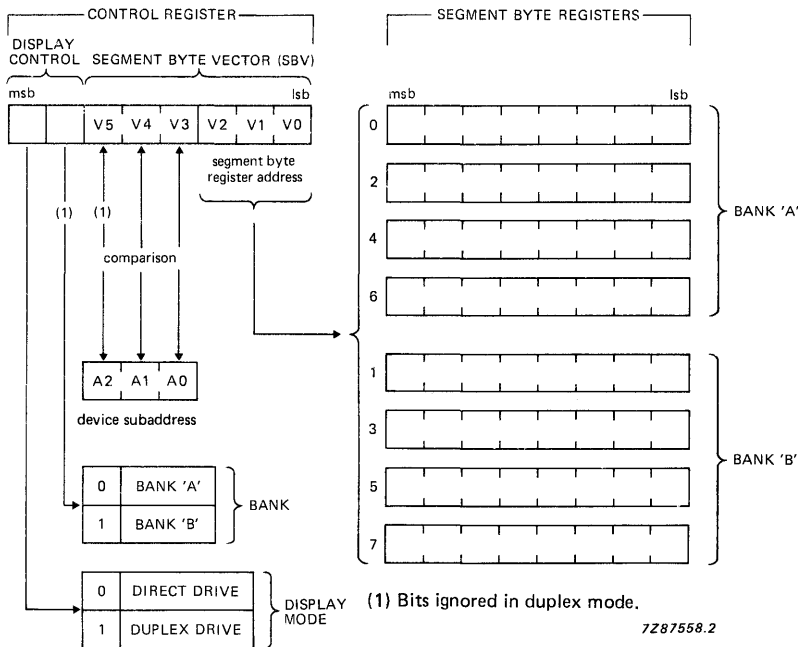 CONTROL REGISTER
DISPLAY CONTROL
SEGMENT BYTE VECTOR (SBV)
msb
lsb
V5 V4 V3 V2 V1 V0
segment byte
register address
(1)
(1)
comparison
A2 A1 A0
device subaddress
0 BANK 'A'
1 BANK 'B'
BANK
0 DIRECT DRIVE
1 DUPLEX DRIVE
DISPLAY
MODE
SEGMENT BYTE REGISTERS
msb
lsb
0
2
4
6
BANK 'A'
1
3
5
7
BANK 'B'
(1) Bits ignored in duplex mode.
7Z87558.2